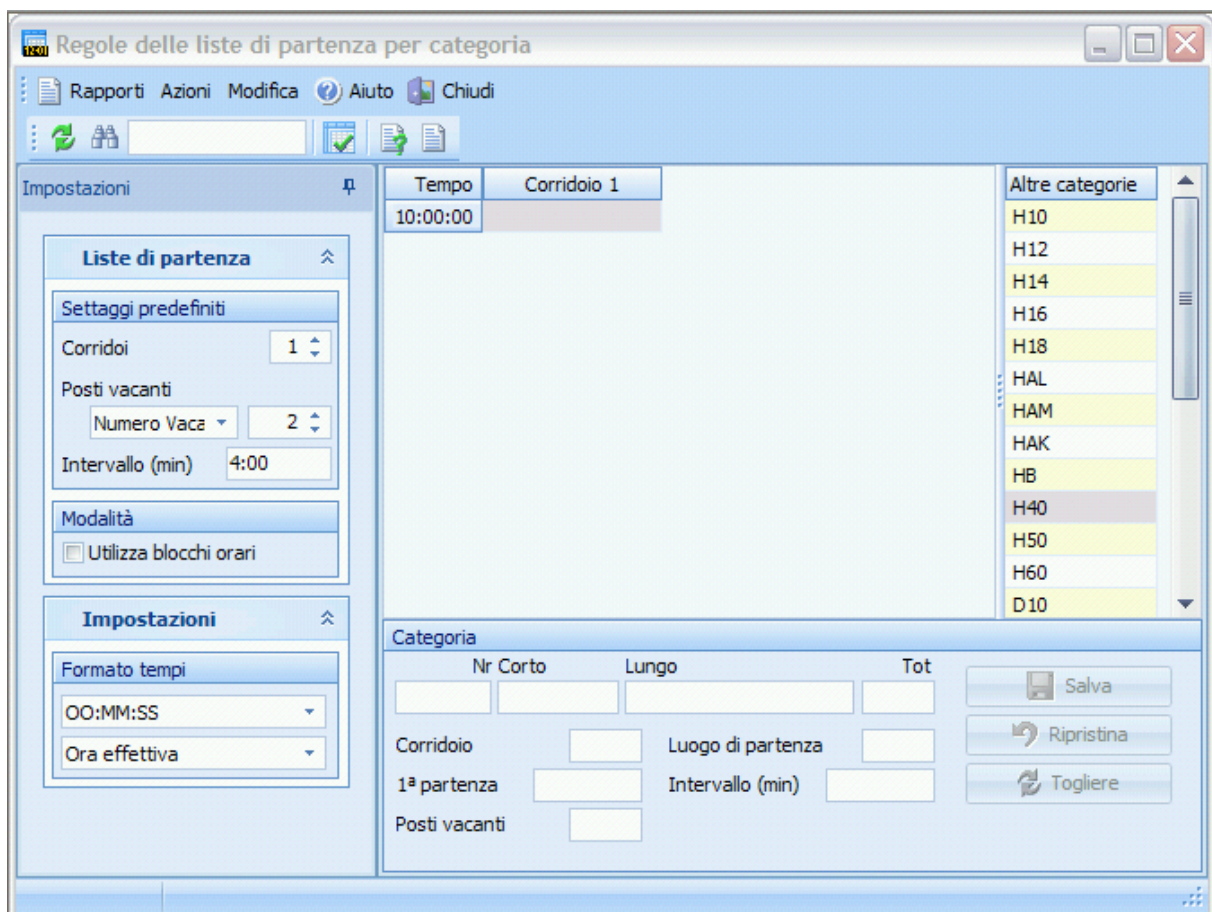 Regole delle liste di partenza per categoria
Rapporti Azioni Modifica Aiuto Chiudi
Impostazioni
Liste di partenza
Settaggi predefiniti
Corridoi 1
Posti vacanti
Numero Vaca 2
Intervallo (min) 4:00
Modalità
Utilizza blocchi orari
Impostazioni
Formato tempi
OO:MM:SS
Ora effettiva
Tempo Corridoio 1
10:00:00
Altre categorie
H10
H12
H14
H16
H18
HAL
HAM
HAK
HB
H40
H50
H60
D10
Categoria
Nr Corto Lungo Tot
Corridoio Luogo di partenza
1ª partenza Intervallo (min)
Posti vacanti
Salva
Ripristina
Togliere